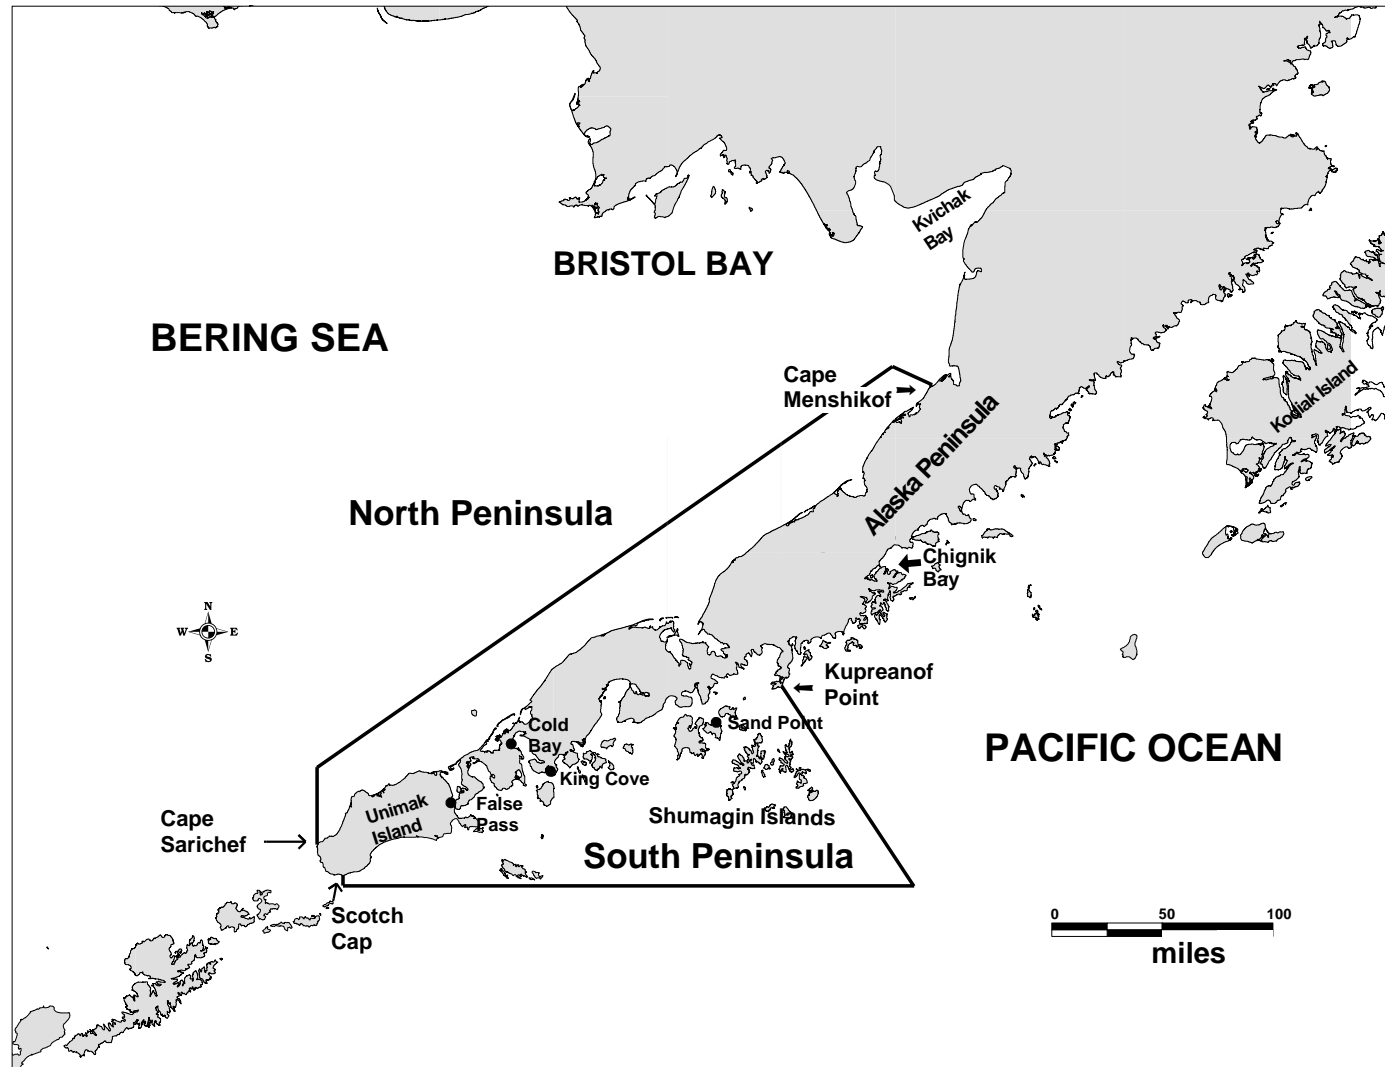 Kvichak
Bay
BRISTOL BAY
BERING SEA
Cape
Menshikof
Kodiak Island
Alaska Peninsula
North Peninsula
Chignik
Bay
N
W
E
S
Kupreanof
Point
Cold
Bay
Sand Point
PACIFIC OCEAN
King Cove
Unimak
Island
False
Pass
Shumagin Islands
Cape
Sarichef
South Peninsula
Scotch
Cap
0 50 100
miles